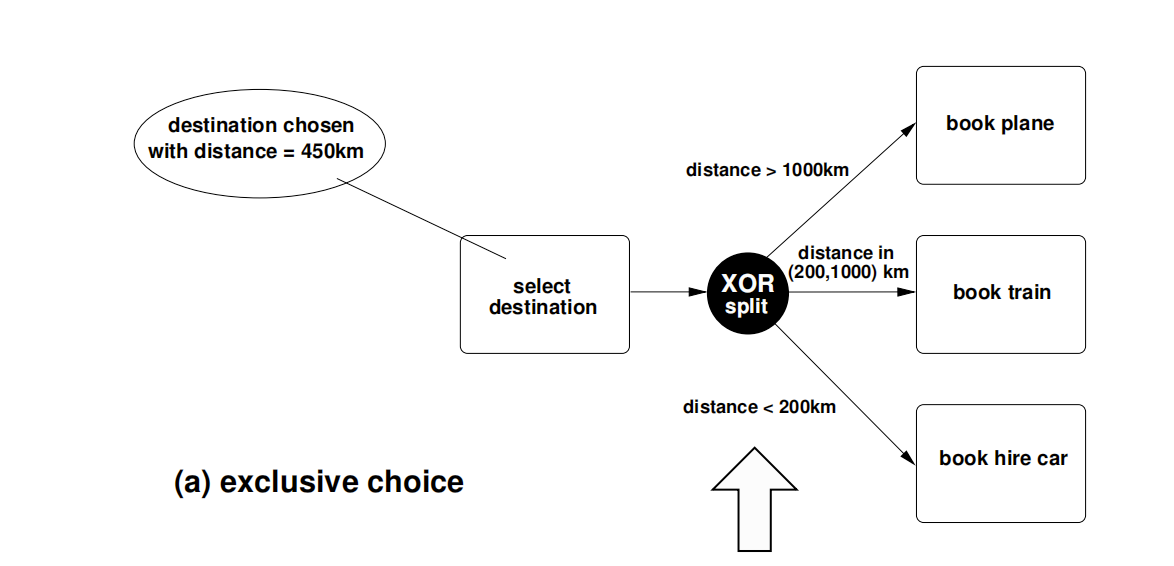 destination chosen
with distance = 450km
select
destination
XOR
split
distance > 1000km
distance in
(200,1000) km
distance < 200km
book plane
book train
book hire car
(a) exclusive choice